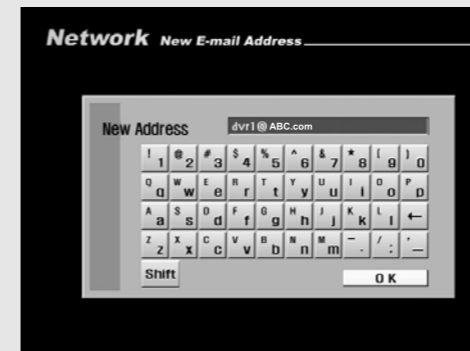 Network New E-mail Address
New Address dvr1@ABC.com
! 1 @ 2 # 3 $ 4 % 5 ^ 6 & 7 * 8 ( 9 ) 0
Q q W w E e R r T t Y y U u I i O o P p
A a S s D d F f G g H h J j K k L l ←
Z z X x C c V v B b N n M m - . / : ' _
Shift OK